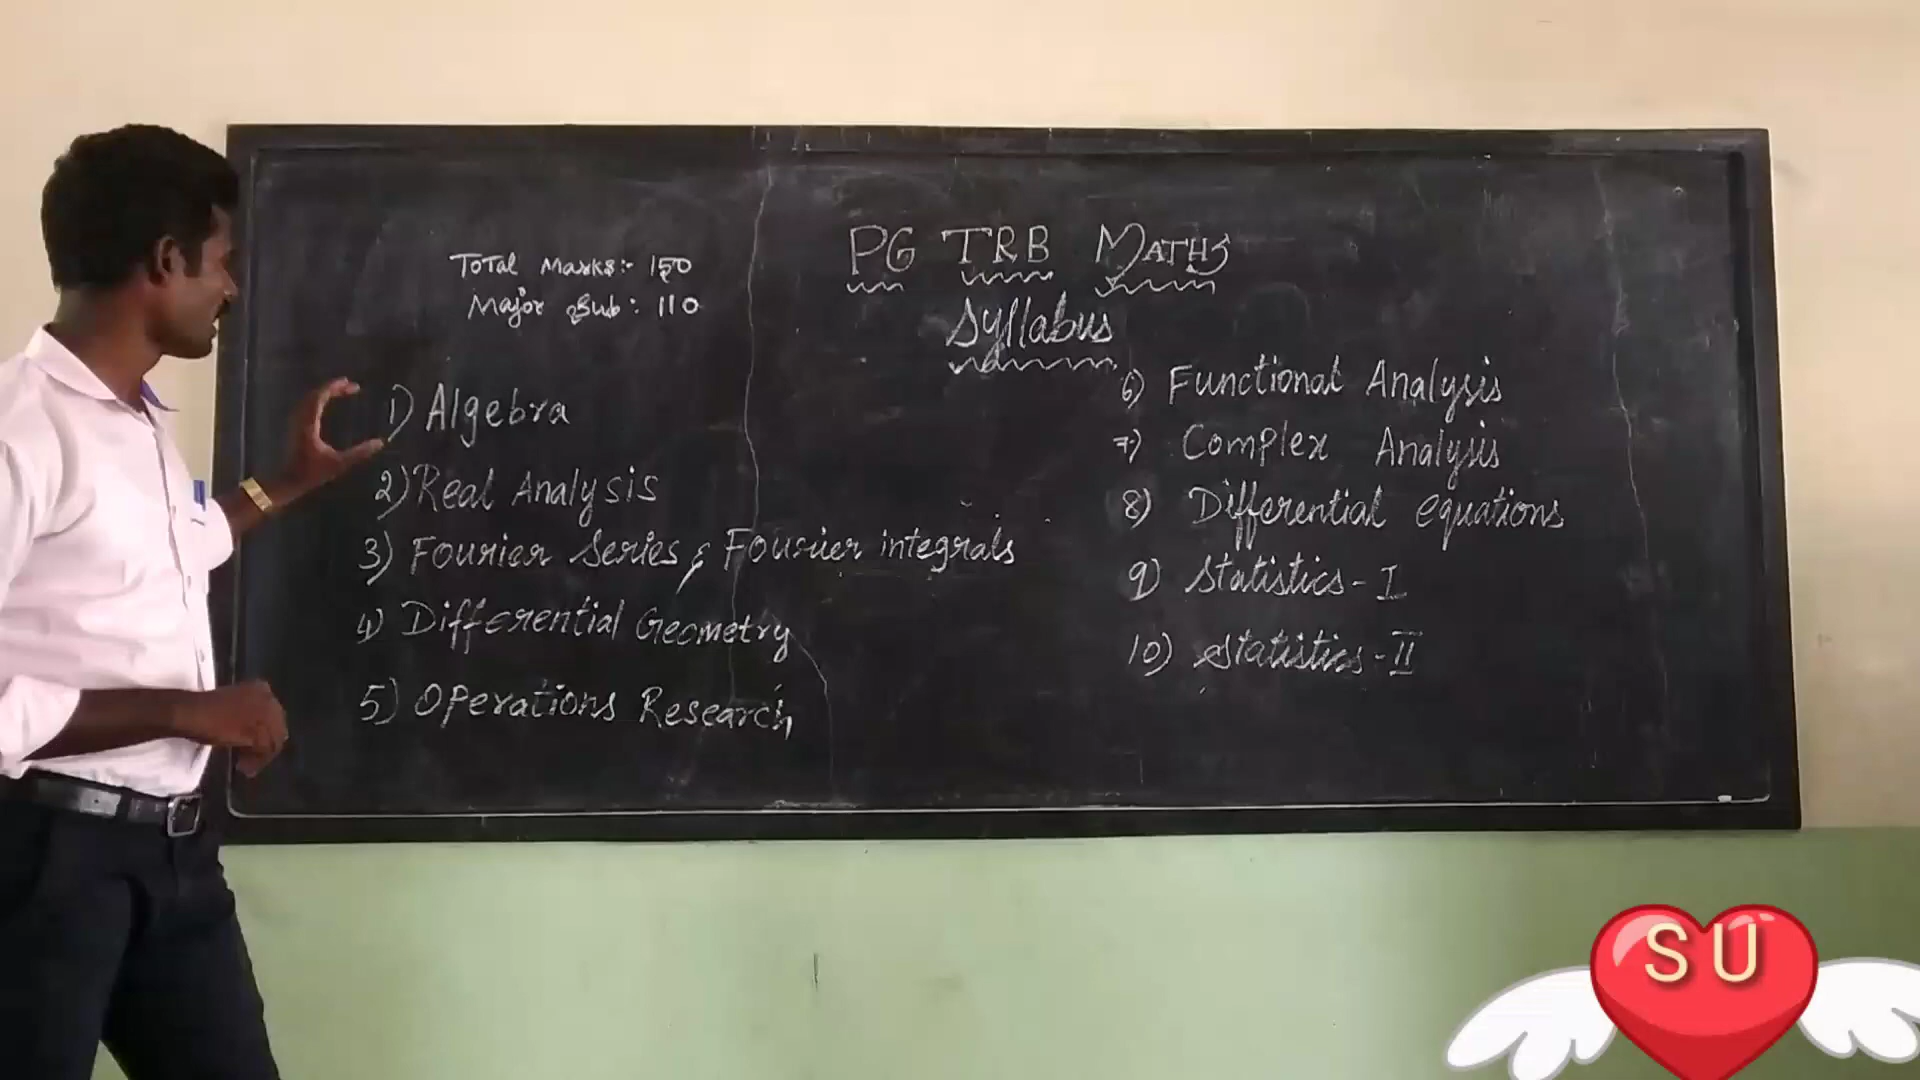 Total Marks:- 150
Major Sub: 110
PG TRB MATHS
Syllabus
1) Algebra
2) Real Analysis
3) Fourier Series & Fourier integrals
4) Differential Geometry
5) Operations Research
6) Functional Analysis
7) Complex Analysis
8) Differential equations
9) Statistics - I
10) Statistics - II
SU